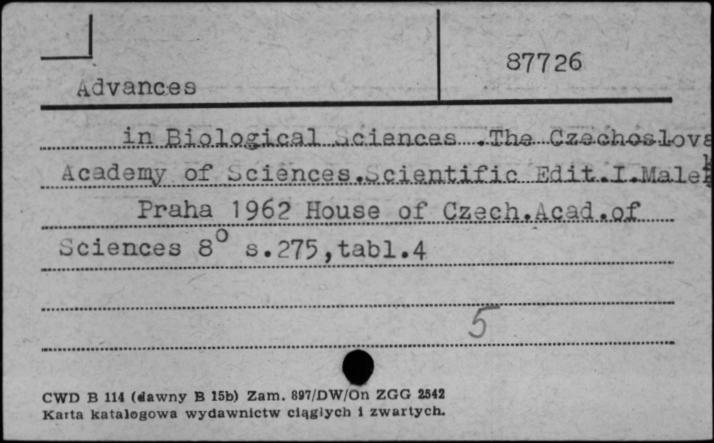 87726
Advances
in Biological Sciences .The Czechoslova
Academy of Sciences.Scientific Edit.I.Malek
Praha 1962 House of Czech.Acad.of
Sciences 8° s.275,tabl.4
5
CWD B 114 (dawny B 15b) Zam. 897/DW/On ZGG 2542
Karta katalogowa wydawnictw ciągłych i zwartych.